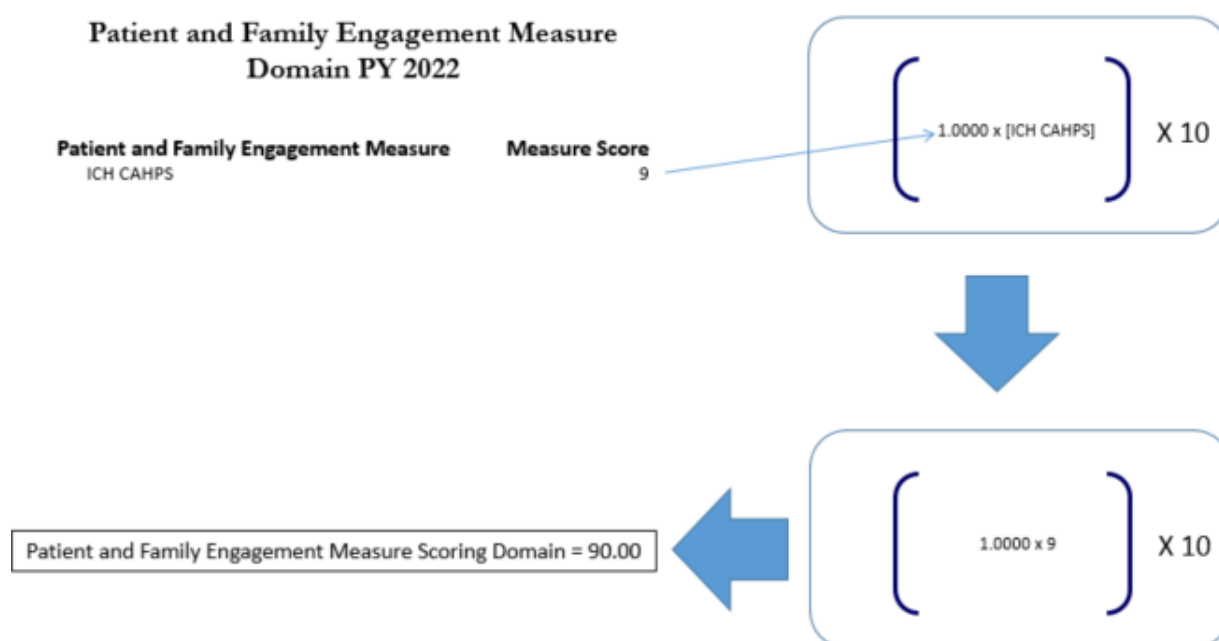 Patient and Family Engagement Measure
Domain PY 2022
Patient and Family Engagement Measure Measure Score
ICH CAHPS 9
1.0000 x [ICH CAHPS] X 10
1.0000 x 9 X 10
Patient and Family Engagement Measure Scoring Domain = 90.00